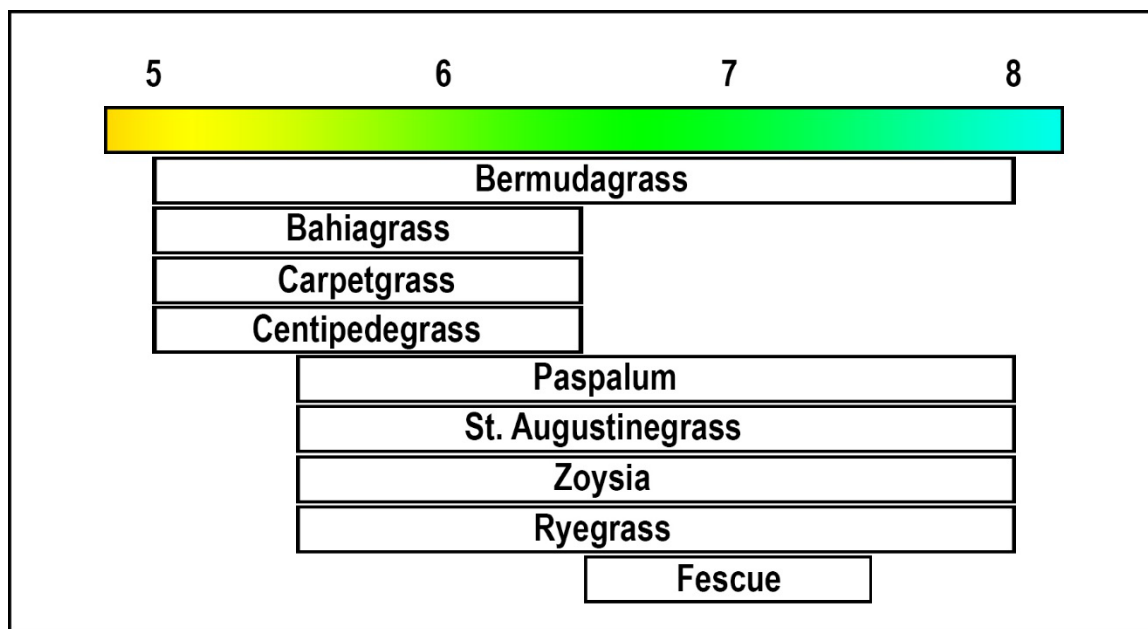 5 6 7 8
Bermudagrass
Bahiagrass
Carpetgrass
Centipedegrass
Paspalum
St. Augustinegrass
Zoysia
Ryegrass
Fescue